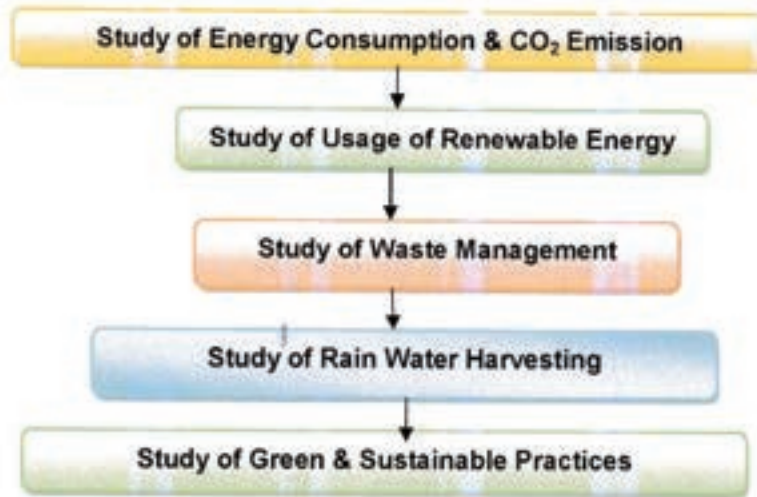 Study of Energy Consumption & CO₂ Emission
Study of Usage of Renewable Energy
Study of Waste Management
Study of Rain Water Harvesting
Study of Green & Sustainable Practices